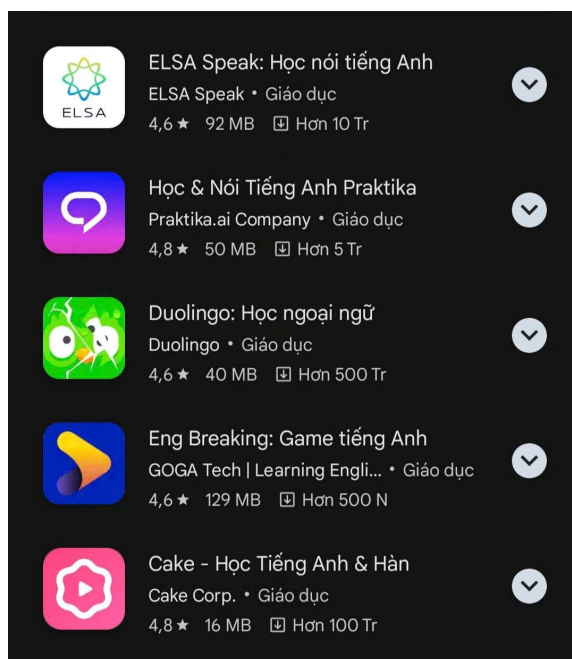 ELSA
ELSA Speak: Học nói tiếng Anh
ELSA Speak • Giáo dục
4,6★ 92 MB Hơn 10 Tr
Học & Nói Tiếng Anh Praktika
Praktika.ai Company • Giáo dục
4,8★ 50 MB Hơn 5 Tr
Duolingo: Học ngoại ngữ
Duolingo • Giáo dục
4,6★ 40 MB Hơn 500 Tr
Eng Breaking: Game tiếng Anh
GOGA Tech | Learning Engli... • Giáo dục
4,6★ 129 MB Hơn 500 N
Cake - Học Tiếng Anh & Hàn
Cake Corp. • Giáo dục
4,8★ 16 MB Hơn 100 Tr